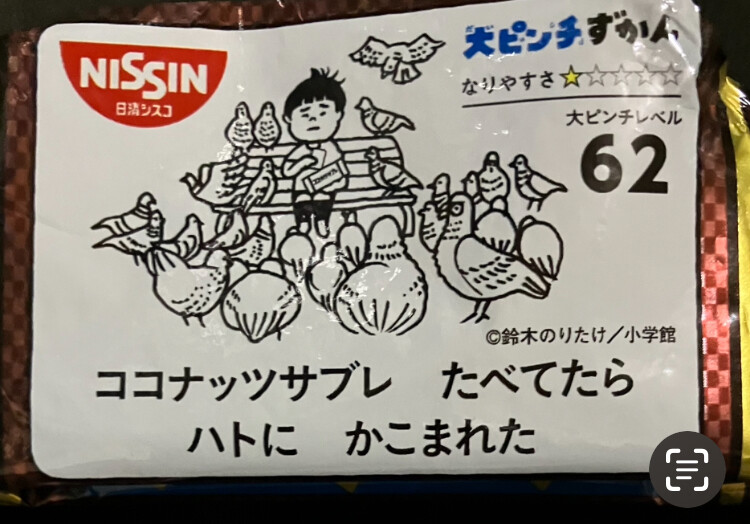 NISSIN
日清シスコ
大ピンチずかん
なりやすさ★☆☆☆☆
大ピンチレベル
62
©鈴木のりたけ/小学館
ココナッツサブレ たべてたら
ハトに かこまれた